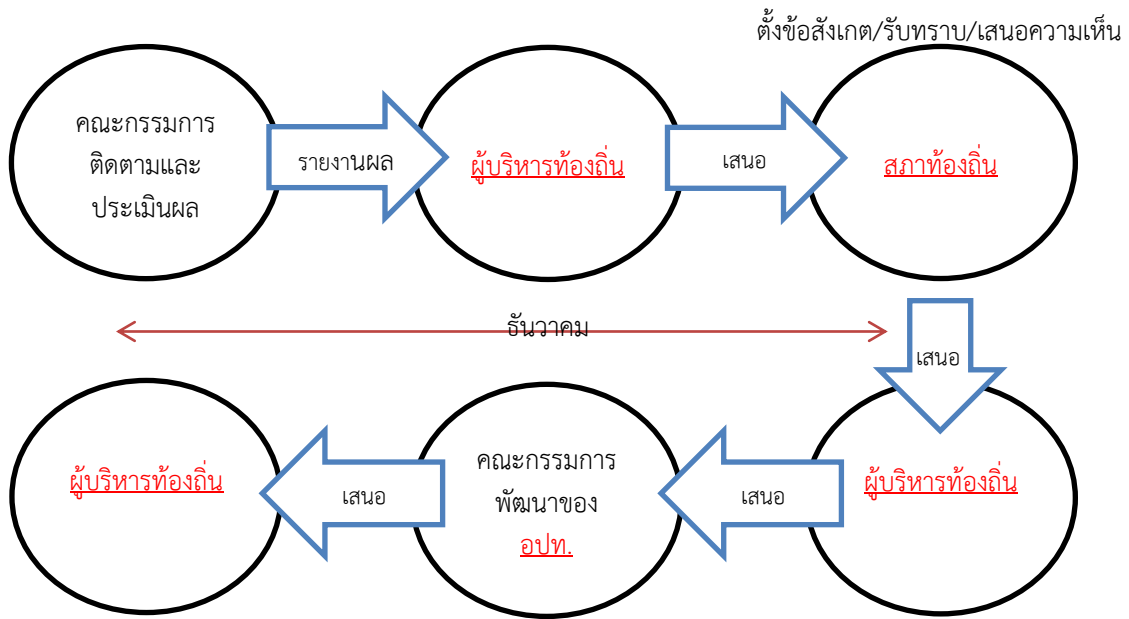 ตั้งข้อสังเกต/รับทราบ/เสนอความเห็น
คณะกรรมการ
ติดตามและ
ประเมินผล
รายงานผล
ผู้บริหารท้องถิ่น
เสนอ
สภาท้องถิ่น
ธันวาคม
เสนอ
ผู้บริหารท้องถิ่น
เสนอ
คณะกรรมการ
พัฒนาของ
อปท.
เสนอ
ผู้บริหารท้องถิ่น